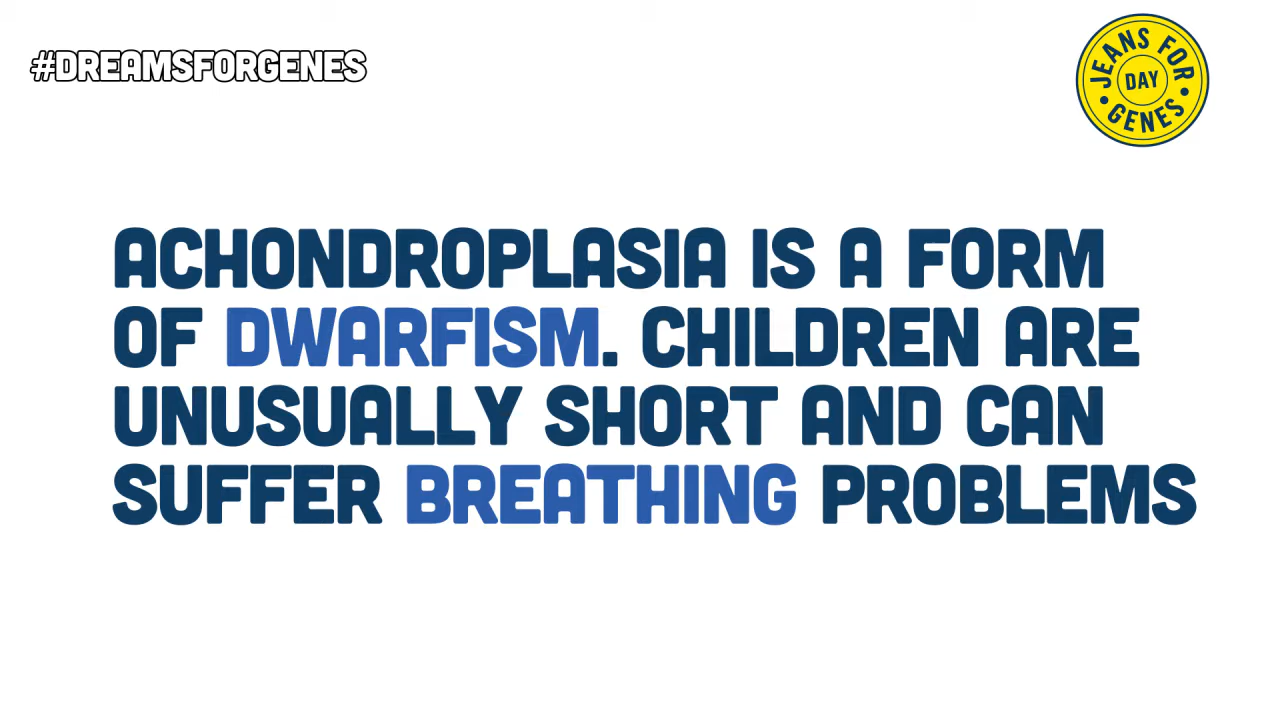 #DREAMSFORGENES
JEANS FOR
DAY
GENES
ACHONDROPLASIA IS A FORM
OF DWARFISM. CHILDREN ARE
UNUSUALLY SHORT AND CAN
SUFFER BREATHING PROBLEMS